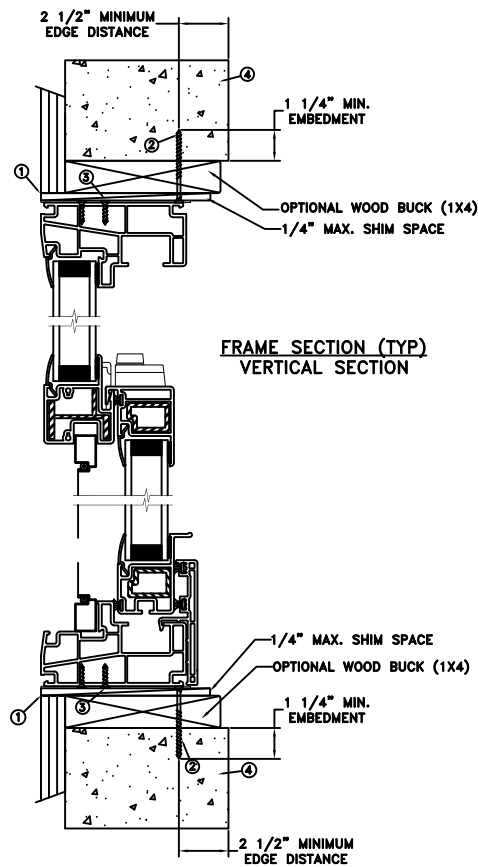 2 1/2" MINIMUM
EDGE DISTANCE
4
1 1/4" MIN.
EMBEDMENT
2
1
3
OPTIONAL WOOD BUCK (1X4)
1/4" MAX. SHIM SPACE
FRAME SECTION (TYP)
VERTICAL SECTION
1/4" MAX. SHIM SPACE
OPTIONAL WOOD BUCK (1X4)
1
3
1 1/4" MIN.
EMBEDMENT
2
4
2 1/2" MINIMUM
EDGE DISTANCE